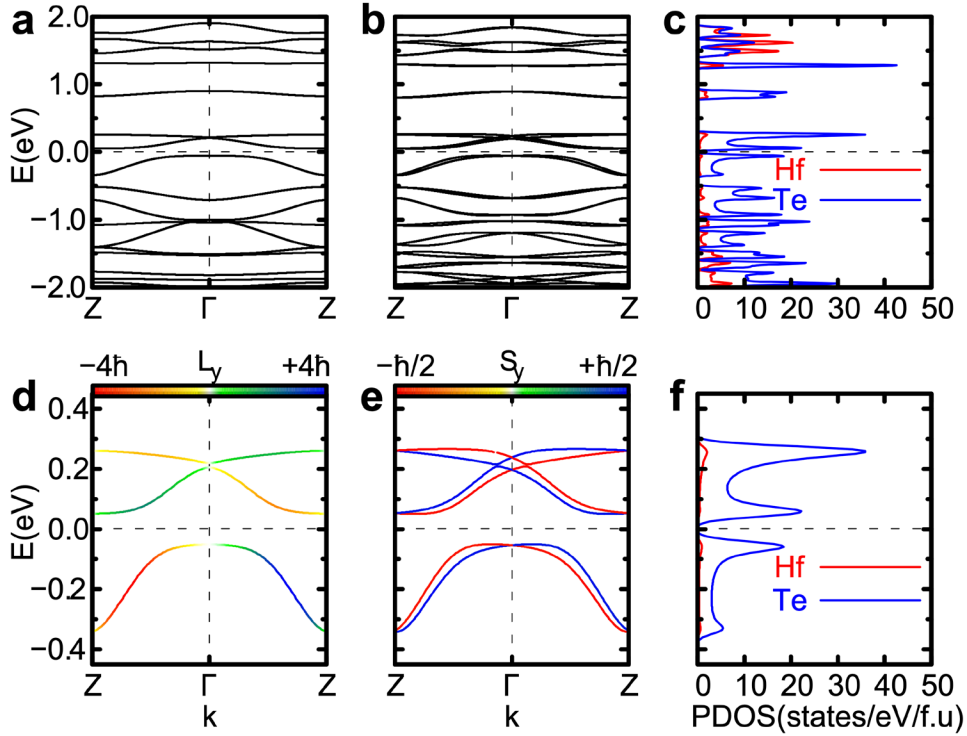 a b c
2.0
1.0
0.0
−1.0
−2.0
E(eV)
Z Γ Z
Z Γ Z
Hf
Te
0 10 20 30 40 50
−4ħ L_y +4ħ
−ħ/2 S_y +ħ/2
d e f
0.4
0.2
0.0
−0.2
−0.4
E(eV)
Z Γ Z
k
Z Γ Z
k
Hf
Te
0 10 20 30 40 50
PDOS(states/eV/f.u)